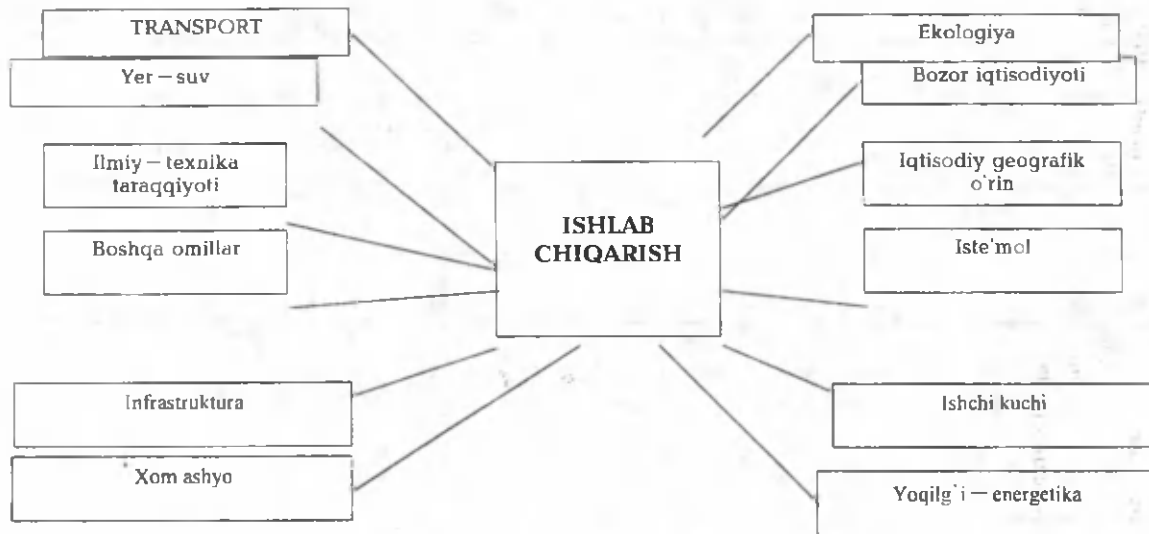 TRANSPORT
Yer – suv
Ilmiy – texnika
taraqqiyoti
Boshqa omillar
Infrastruktura
Xom ashyo
ISHLAB
CHIQARISH
Ekologiya
Bozor iqtisodiyoti
Iqtisodiy geografik
o`rin
Iste'mol
Ishchi kuchi
Yoqilg`i – energetika